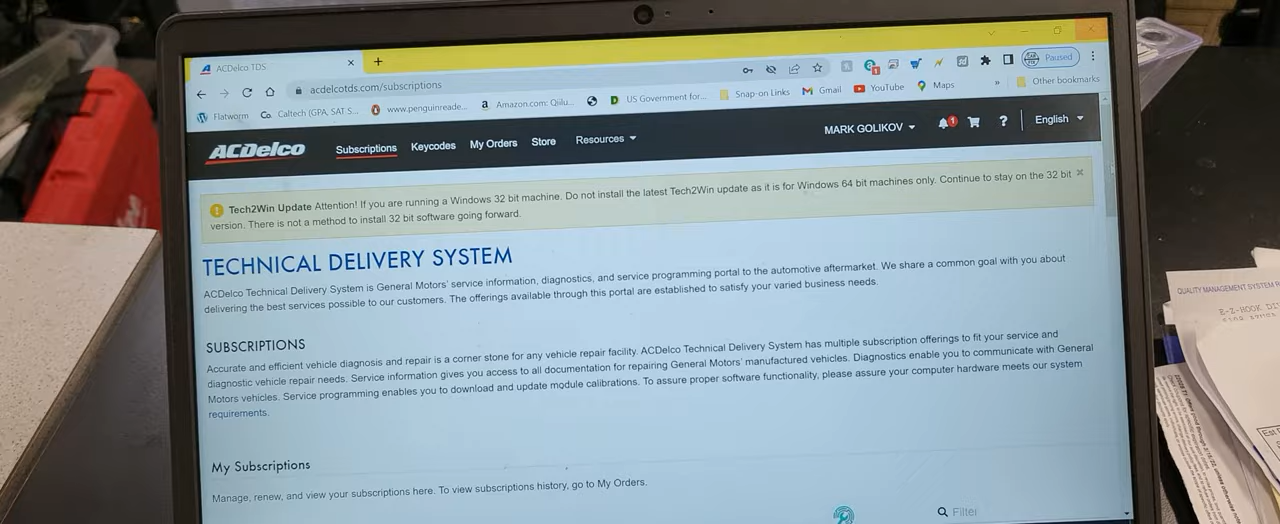 ACDelco TDS
acdelcotds.com/subscriptions
Paused
Flatworm Caltech (GPA, SAT S... www.penguinreade... Amazon.com: Qiilu... US Government for... Snap-on Links Gmail YouTube Maps » Other bookmarks
ACDelco Subscriptions Keycodes My Orders Store Resources MARK GOLIKOV 1 ? English
Tech2Win Update Attention! If you are running a Windows 32 bit machine. Do not install the latest Tech2Win update as it is for Windows 64 bit machines only. Continue to stay on the 32 bit
version. There is not a method to install 32 bit software going forward.
TECHNICAL DELIVERY SYSTEM
ACDelco Technical Delivery System is General Motors' service information, diagnostics, and service programming portal to the automotive aftermarket. We share a common goal with you about
delivering the best services possible to our customers. The offerings available through this portal are established to satisfy your varied business needs.
SUBSCRIPTIONS
Accurate and efficient vehicle diagnosis and repair is a corner stone for any vehicle repair facility. ACDelco Technical Delivery System has multiple subscription offerings to fit your service and
diagnostic vehicle repair needs. Service information gives you access to all documentation for repairing General Motors' manufactured vehicles. Diagnostics enable you to communicate with General
Motors vehicles. Service programming enables you to download and update module calibrations. To assure proper software functionality, please assure your computer hardware meets our system
requirements.
My Subscriptions
Manage, renew, and view your subscriptions here. To view subscriptions history, go to My Orders.
Filter
QUALITY MANAGEMENT SYSTEM
E-Z-HOOK